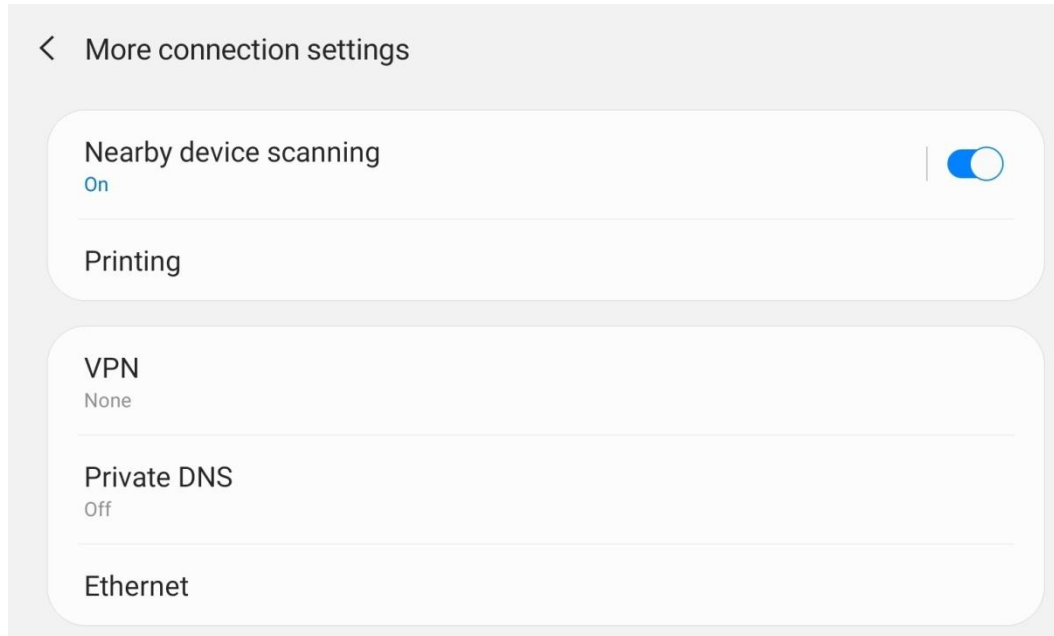 More connection settings
Nearby device scanning
On
Printing
VPN
None
Private DNS
Off
Ethernet